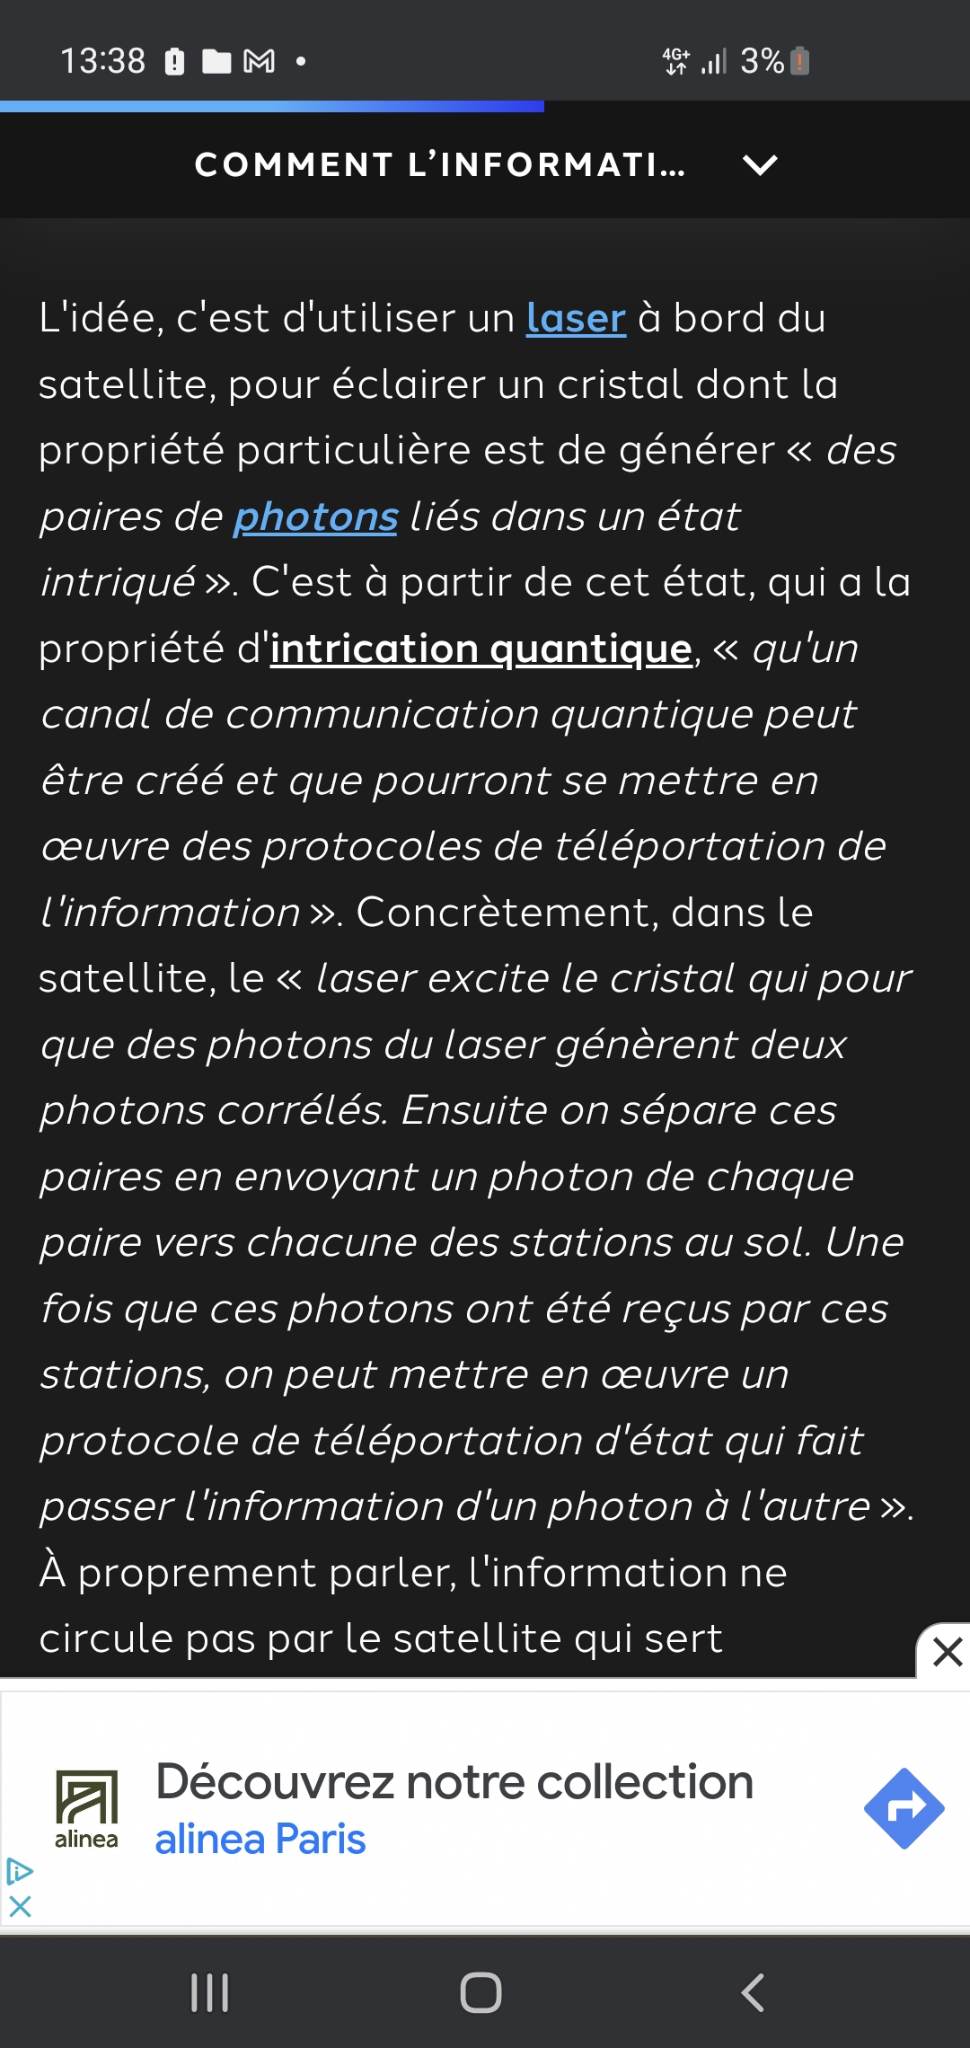 13:38
4G+ 3%
COMMENT L’INFORMATI...
L'idée, c'est d'utiliser un laser à bord du
satellite, pour éclairer un cristal dont la
propriété particulière est de générer « des
paires de photons liés dans un état
intriqué ». C'est à partir de cet état, qui a la
propriété d'intrication quantique, « qu'un
canal de communication quantique peut
être créé et que pourront se mettre en
œuvre des protocoles de téléportation de
l'information ». Concrètement, dans le
satellite, le « laser excite le cristal qui pour
que des photons du laser génèrent deux
photons corrélés. Ensuite on sépare ces
paires en envoyant un photon de chaque
paire vers chacune des stations au sol. Une
fois que ces photons ont été reçus par ces
stations, on peut mettre en œuvre un
protocole de téléportation d'état qui fait
passer l'information d'un photon à l'autre ».
À proprement parler, l'information ne
circule pas par le satellite qui sert
Découvrez notre collection
alinea
alinea Paris